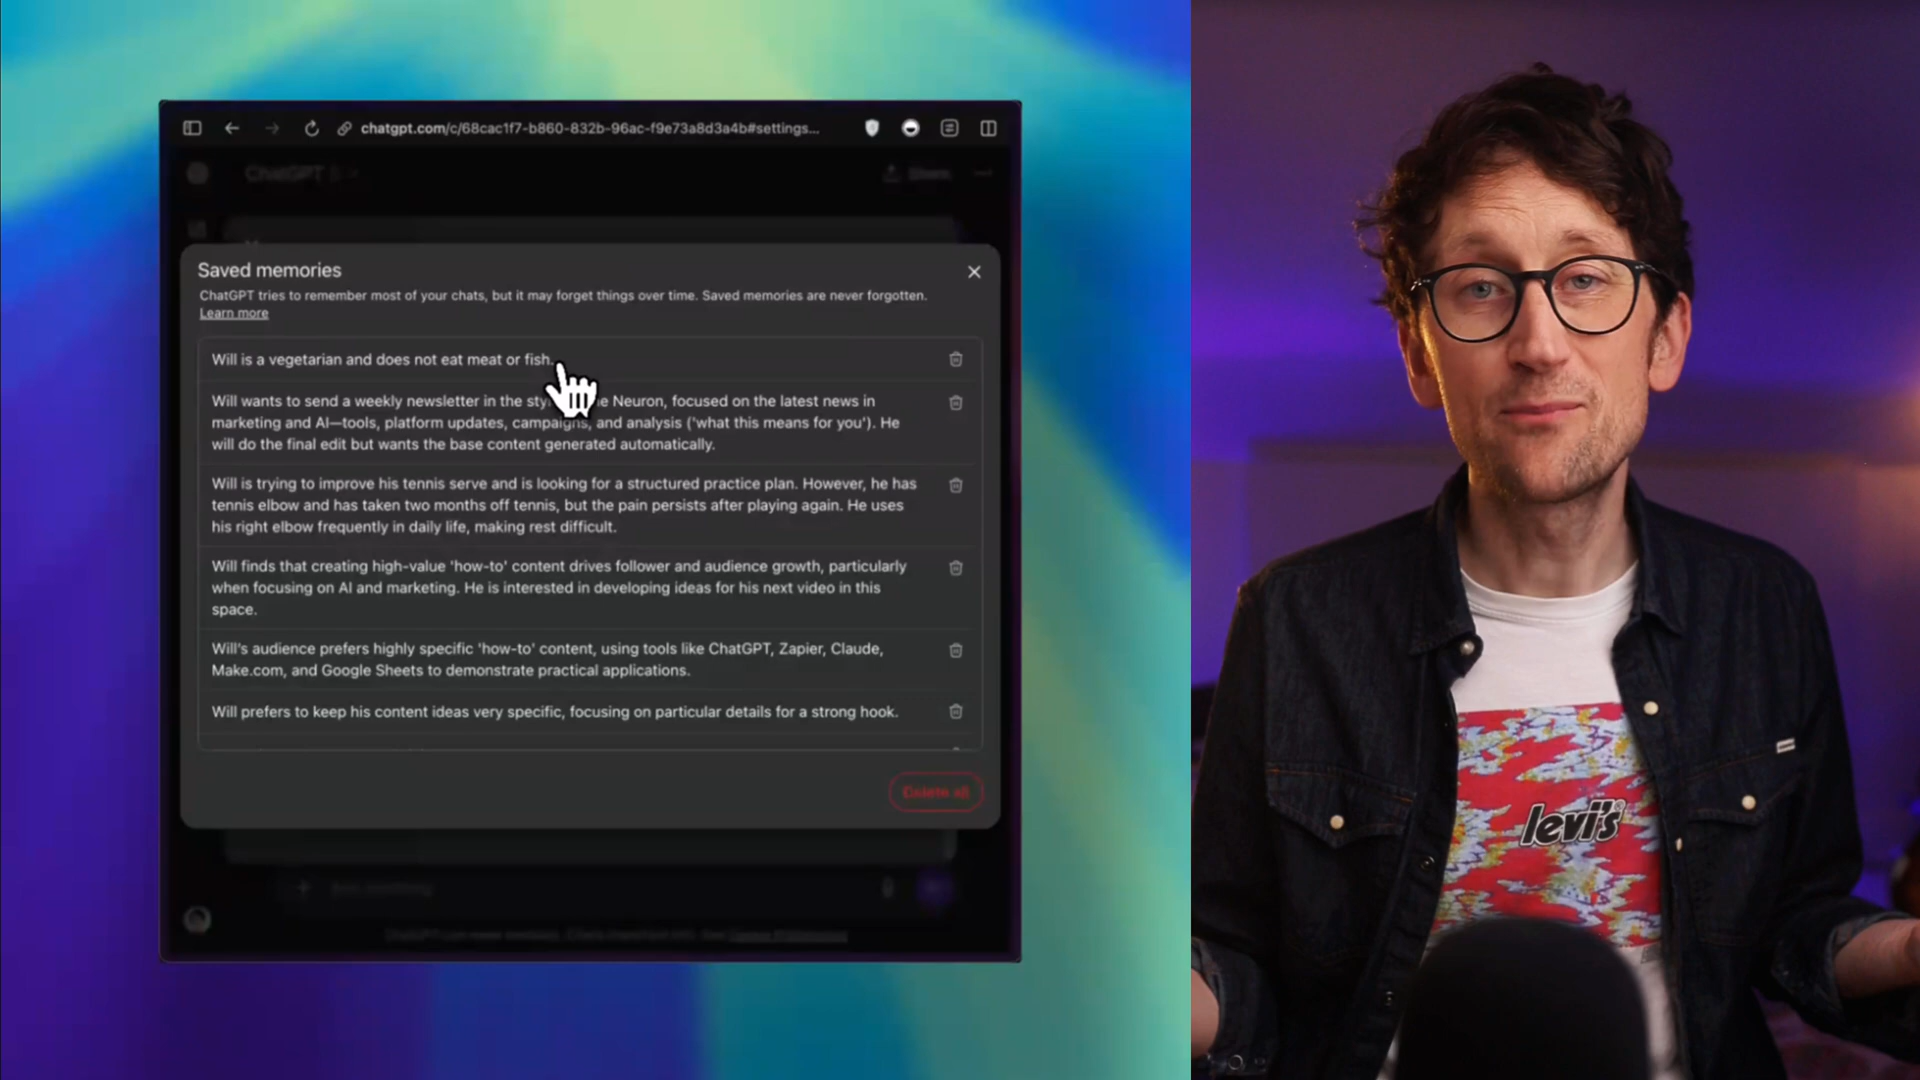 chatgpt.com/c/68cac1f7-b860-832b-96ac-f9e73a8d3a4b#settings...
ChatGPT 5
Share
Saved memories
ChatGPT tries to remember most of your chats, but it may forget things over time. Saved memories are never forgotten.
Learn more
Will is a vegetarian and does not eat meat or fish.
Will wants to send a weekly newsletter in the Neuron, focused on the latest news in
marketing and AI—tools, platform updates, campaigns, and analysis ('what this means for you'). He
will do the final edit but wants the base content generated automatically.
Will is trying to improve his tennis serve and is looking for a structured practice plan. However, he has
tennis elbow and has taken two months off tennis, but the pain persists after playing again. He uses
his right elbow frequently in daily life, making rest difficult.
Will finds that creating high-value 'how-to' content drives follower and audience growth, particularly
when focusing on AI and marketing. He is interested in developing ideas for his next video in this
space.
Will's audience prefers highly specific 'how-to' content, using tools like ChatGPT, Zapier, Claude,
Make.com, and Google Sheets to demonstrate practical applications.
Will prefers to keep his content ideas very specific, focusing on particular details for a strong hook.
Delete all
levi's®